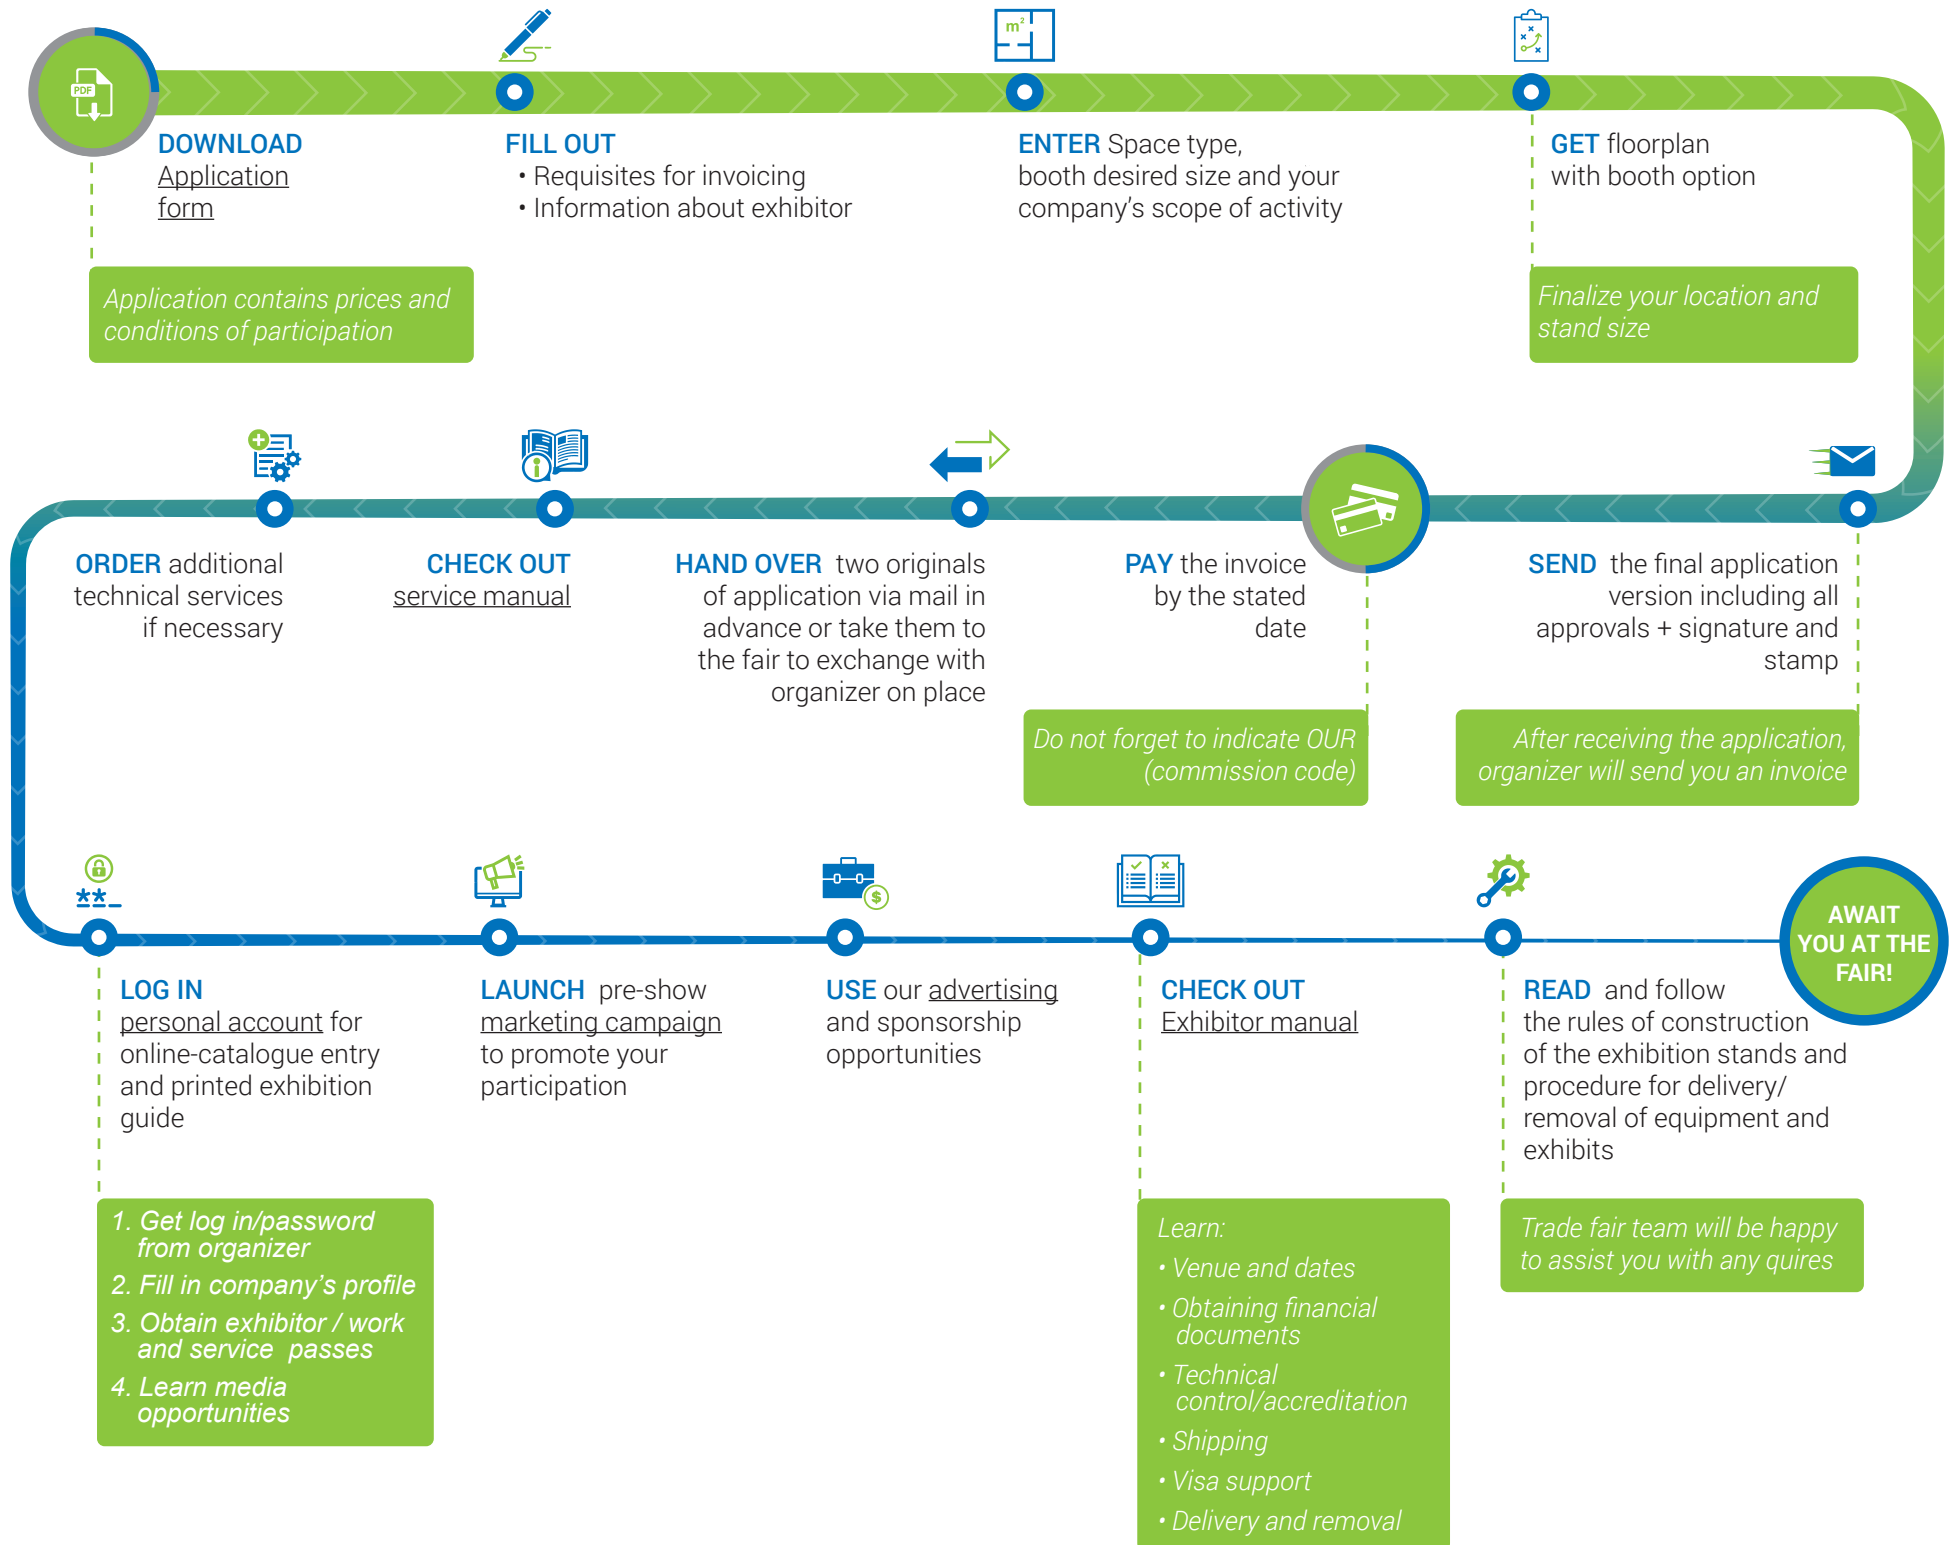 PDF
m²
DOWNLOAD
Application
form
FILL OUT
• Requisites for invoicing
• Information about exhibitor
ENTER Space type,
booth desired size and your
company's scope of activity
GET floorplan
with booth option
Application contains prices and
conditions of participation
Finalize your location and
stand size
SEND the final application
version including all
approvals + signature and
stamp
After receiving the application,
organizer will send you an invoice
PAY the invoice
by the stated
date
Do not forget to indicate OUR
(commission code)
HAND OVER two originals
of application via mail in
advance or take them to
the fair to exchange with
organizer on place
CHECK OUT
service manual
ORDER additional
technical services
if necessary
**_
LOG IN
personal account for
online-catalogue entry
and printed exhibition
guide
1. Get log in/password
from organizer
2. Fill in company's profile
3. Obtain exhibitor / work
and service passes
4. Learn media
opportunities
LAUNCH pre-show
marketing campaign
to promote your
participation
$
USE our advertising
and sponsorship
opportunities
CHECK OUT
Exhibitor manual
Learn:
• Venue and dates
• Obtaining financial
documents
• Technical
control/accreditation
• Shipping
• Visa support
• Delivery and removal
READ and follow
the rules of construction
of the exhibition stands and
procedure for delivery/
removal of equipment and
exhibits
Trade fair team will be happy
to assist you with any quires
AWAIT
YOU AT THE
FAIR!